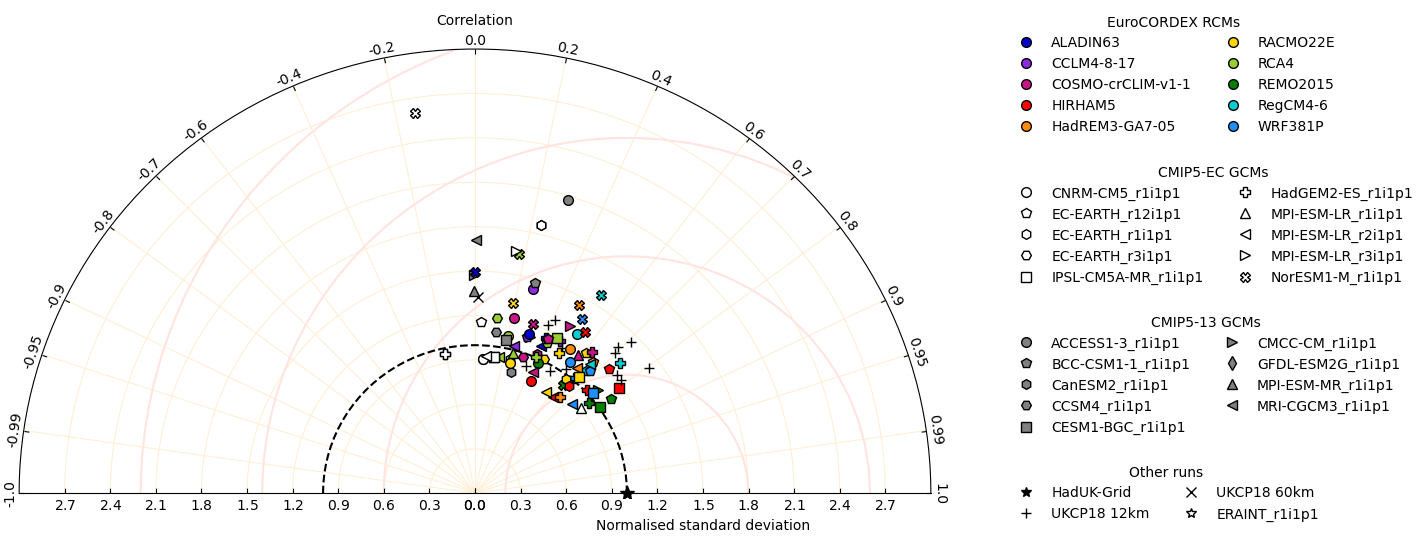 Correlation
-1.0
-0.99
-0.95
-0.9
-0.8
-0.7
-0.6
-0.4
-0.2
0.0
0.2
0.4
0.6
0.7
0.8
0.9
0.95
0.99
1.0
2.7 2.4 2.1 1.8 1.5 1.2 0.9 0.6 0.3 0.0 0.3 0.6 0.9 1.2 1.5 1.8 2.1 2.4 2.7
Normalised standard deviation
EuroCORDEX RCMs
ALADIN63 RACMO22E
CCLM4-8-17 RCA4
COSMO-crCLIM-v1-1 REMO2015
HIRHAM5 RegCM4-6
HadREM3-GA7-05 WRF381P
CMIP5-EC GCMs
CNRM-CM5_r1i1p1 HadGEM2-ES_r1i1p1
EC-EARTH_r12i1p1 MPI-ESM-LR_r1i1p1
EC-EARTH_r1i1p1 MPI-ESM-LR_r2i1p1
EC-EARTH_r3i1p1 MPI-ESM-LR_r3i1p1
IPSL-CM5A-MR_r1i1p1 NorESM1-M_r1i1p1
CMIP5-13 GCMs
ACCESS1-3_r1i1p1 CMCC-CM_r1i1p1
BCC-CSM1-1_r1i1p1 GFDL-ESM2G_r1i1p1
CanESM2_r1i1p1 MPI-ESM-MR_r1i1p1
CCSM4_r1i1p1 MRI-CGCM3_r1i1p1
CESM1-BGC_r1i1p1
Other runs
HadUK-Grid UKCP18 60km
UKCP18 12km ERAINT_r1i1p1